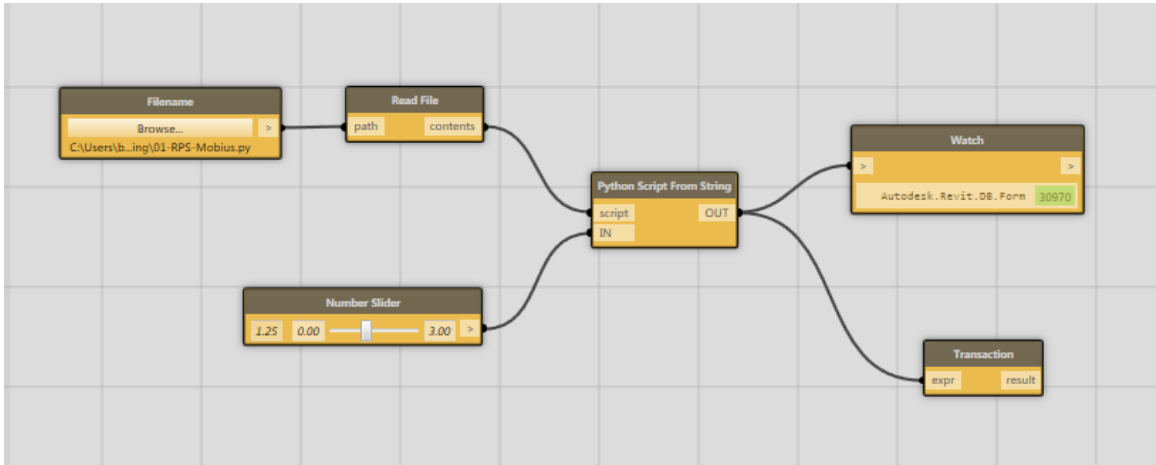 Filename
Browse... >
C:\Users\b...ing\01-RPS-Mobius.py
Read File
path contents
Python Script From String
script OUT
IN
Number Slider
1.25 0.00 3.00 >
Watch
> >
Autodesk.Revit.DB.Form 30970
Transaction
expr result